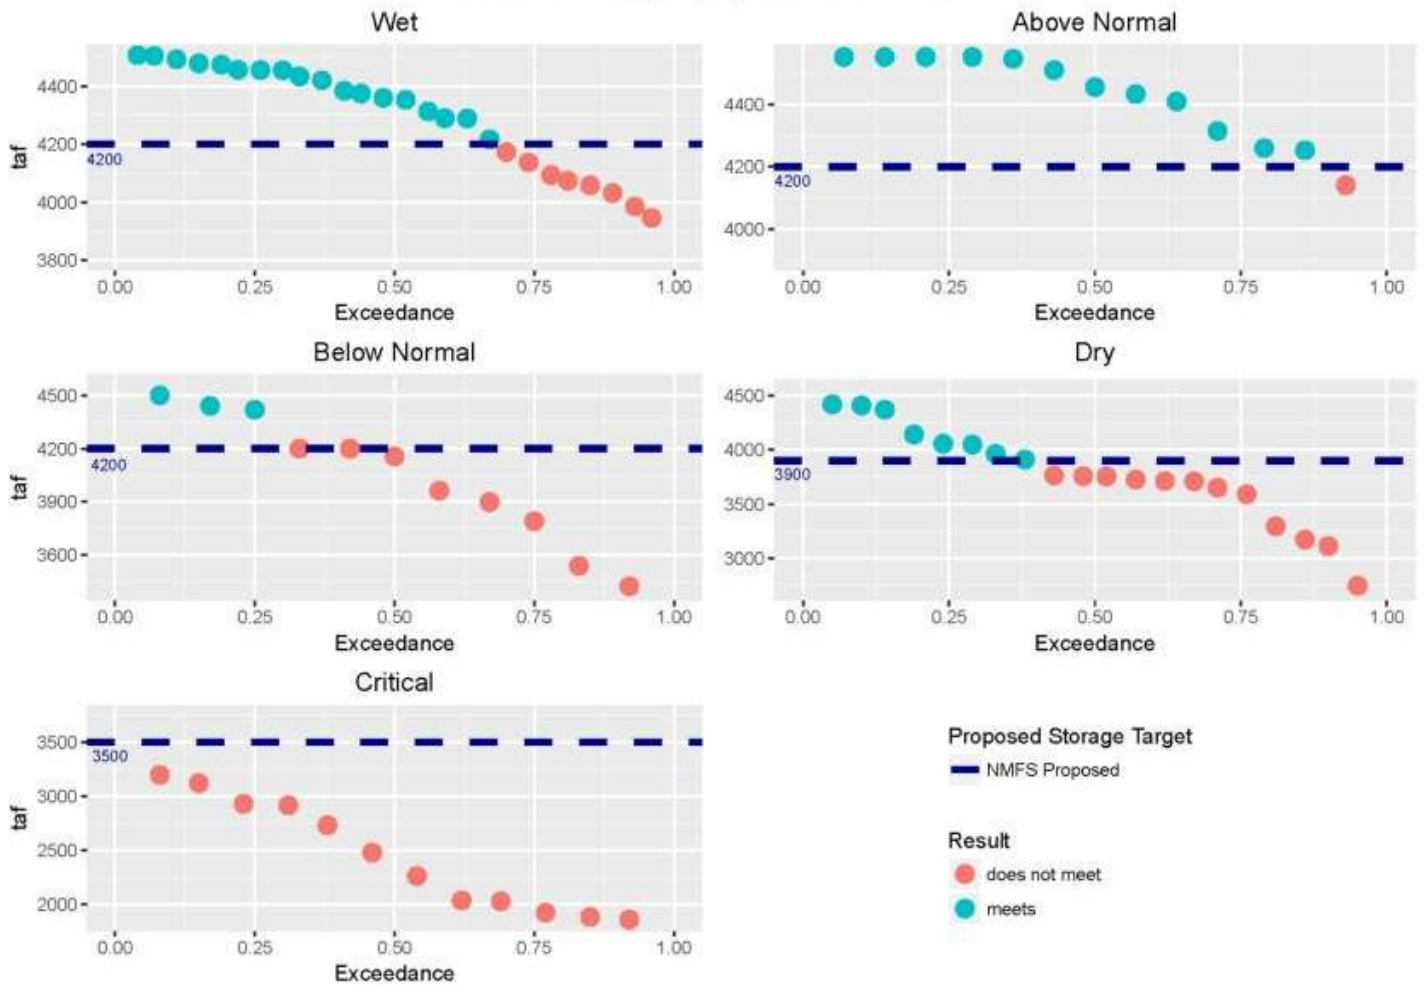 Wet
taf
4400
4200
4000
3800
4200
0.00 0.25 0.50 0.75 1.00
Exceedance
Above Normal
4400
4200
4000
4200
0.00 0.25 0.50 0.75 1.00
Exceedance
Below Normal
taf
4500
4200
3900
3600
4200
0.00 0.25 0.50 0.75 1.00
Exceedance
Dry
4500
4000
3500
3000
3900
0.00 0.25 0.50 0.75 1.00
Exceedance
Critical
taf
3500
3000
2500
2000
3500
0.00 0.25 0.50 0.75 1.00
Exceedance
Proposed Storage Target
NMFS Proposed
Result
does not meet
meets